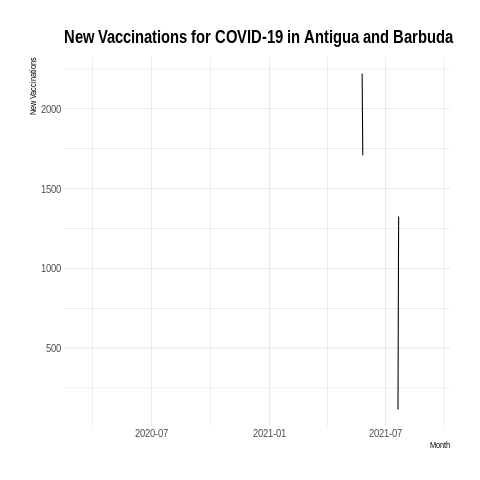 New Vaccinations for COVID-19 in Antigua and Barbuda
New Vaccinations
2000
1500
1000
500
2020-07 2021-01 2021-07
Month